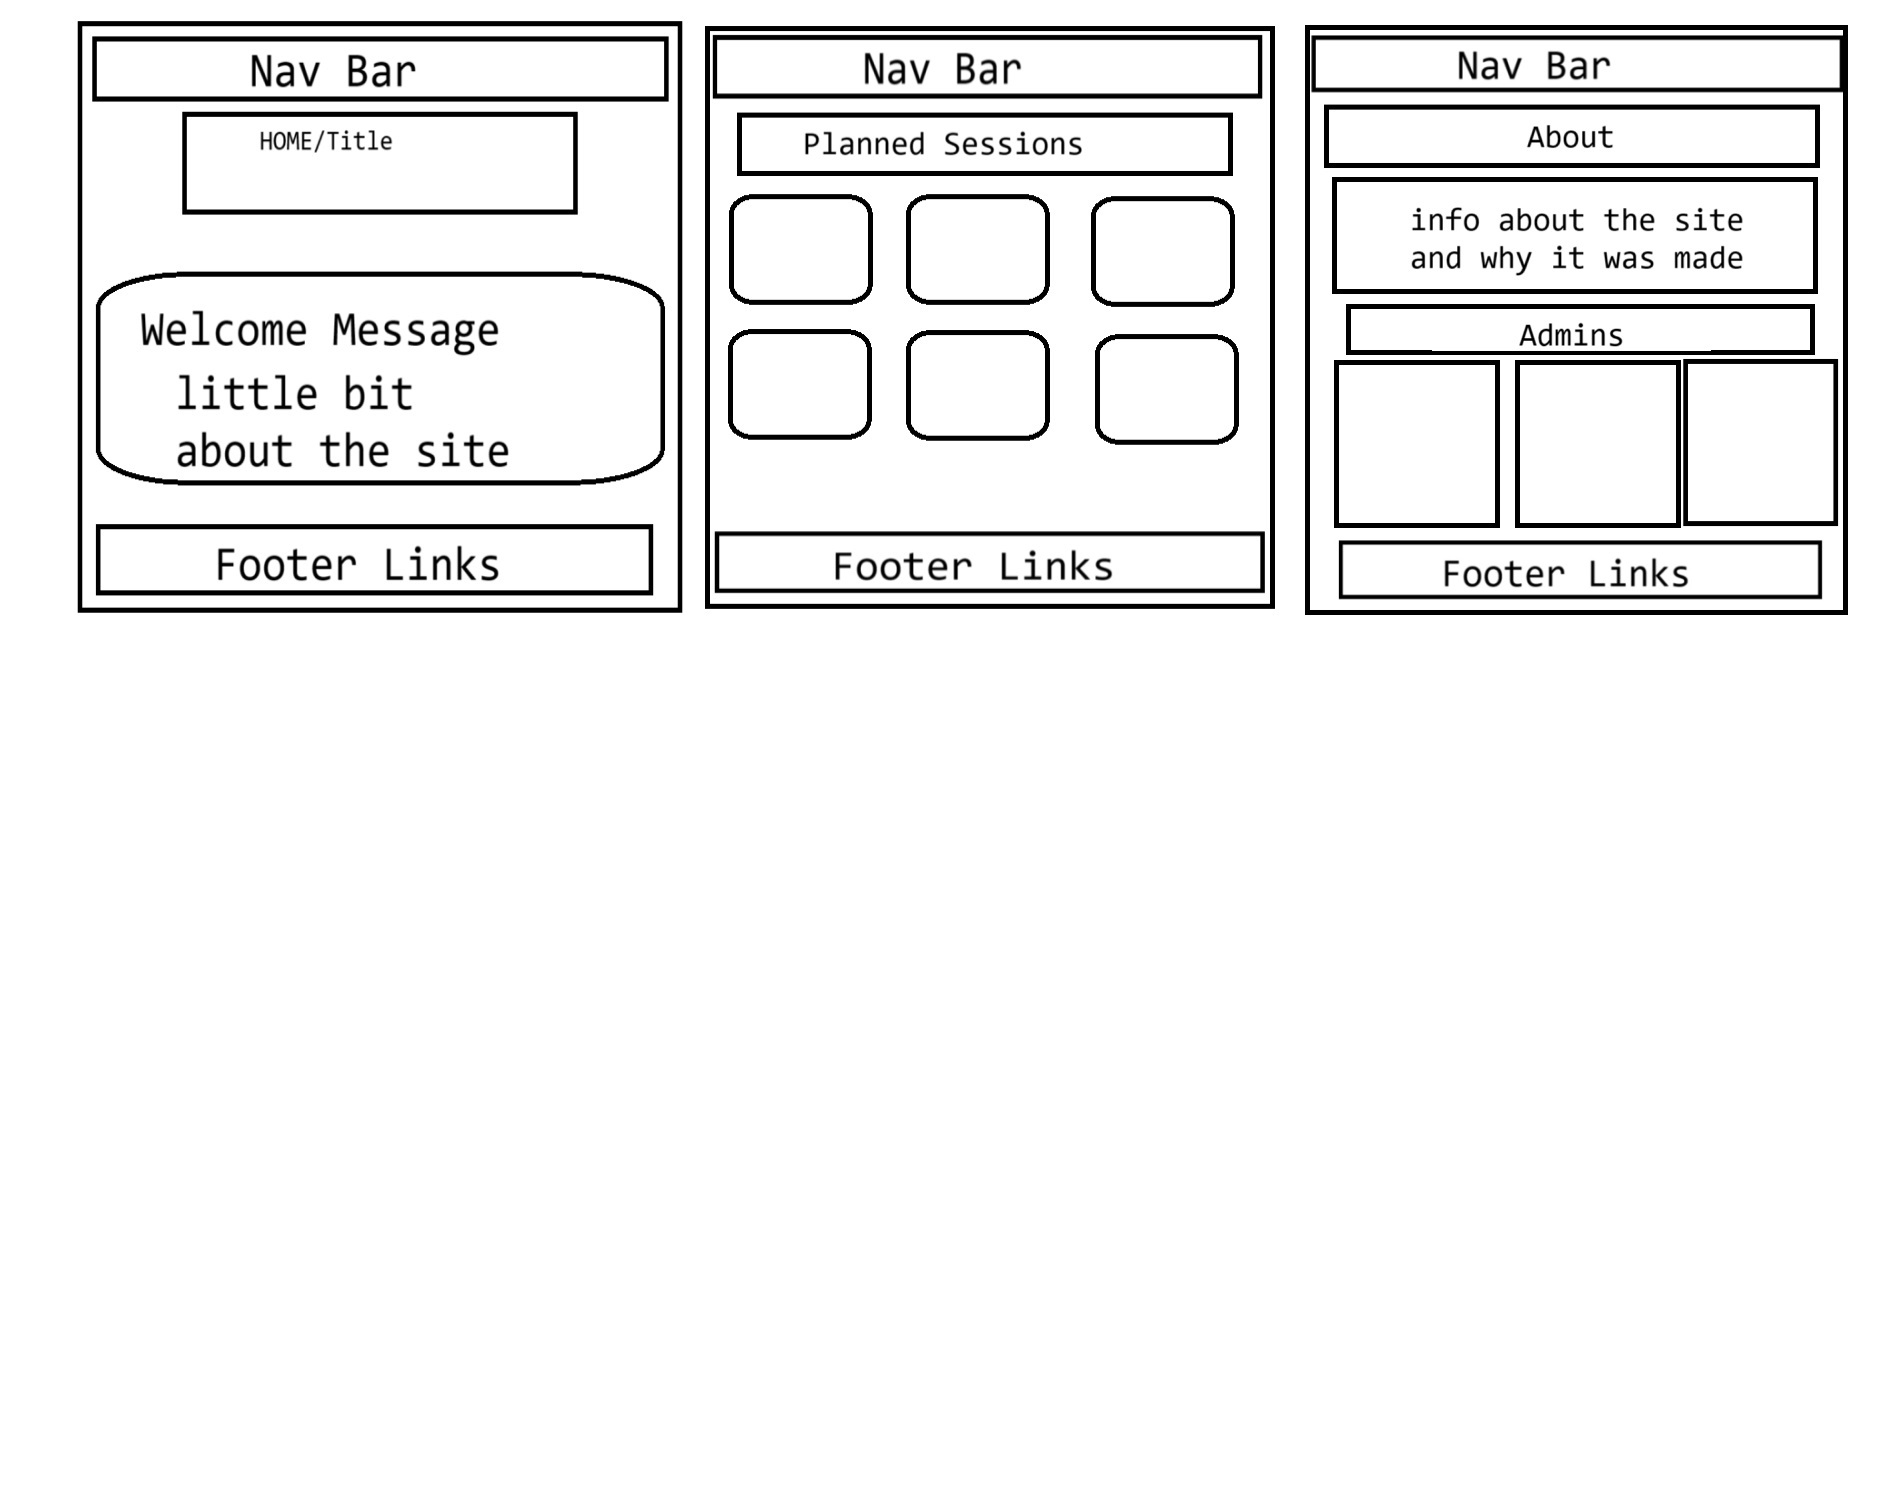 Nav Bar
HOME/Title
Welcome Message
little bit
about the site
Footer Links
Nav Bar
Planned Sessions
Footer Links
Nav Bar
About
info about the site
and why it was made
Admins
Footer Links